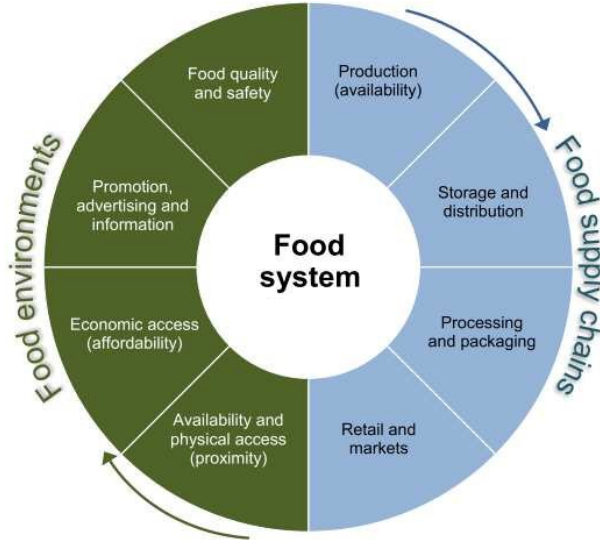 Food
system
Production
(availability)
Storage and
distribution
Processing
and packaging
Retail and
markets
Availability and
physical access
(proximity)
Economic access
(affordability)
Promotion,
advertising and
information
Food quality
and safety
Food supply chains
Food environments